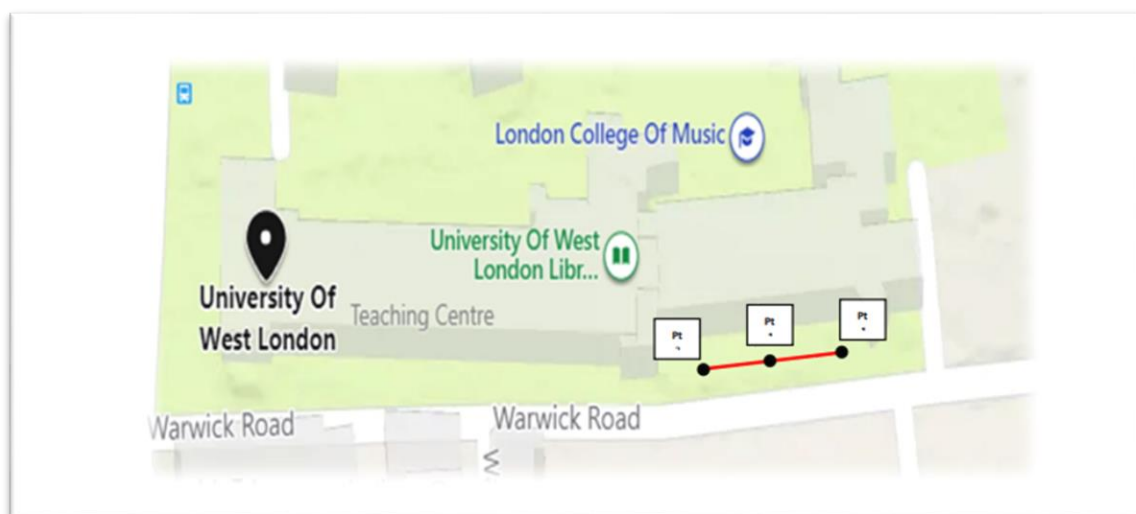 London College Of Music
University Of West
London Libr...
University Of
West London
Teaching Centre
Pt
Pt
Pt
Warwick Road
Warwick Road
W